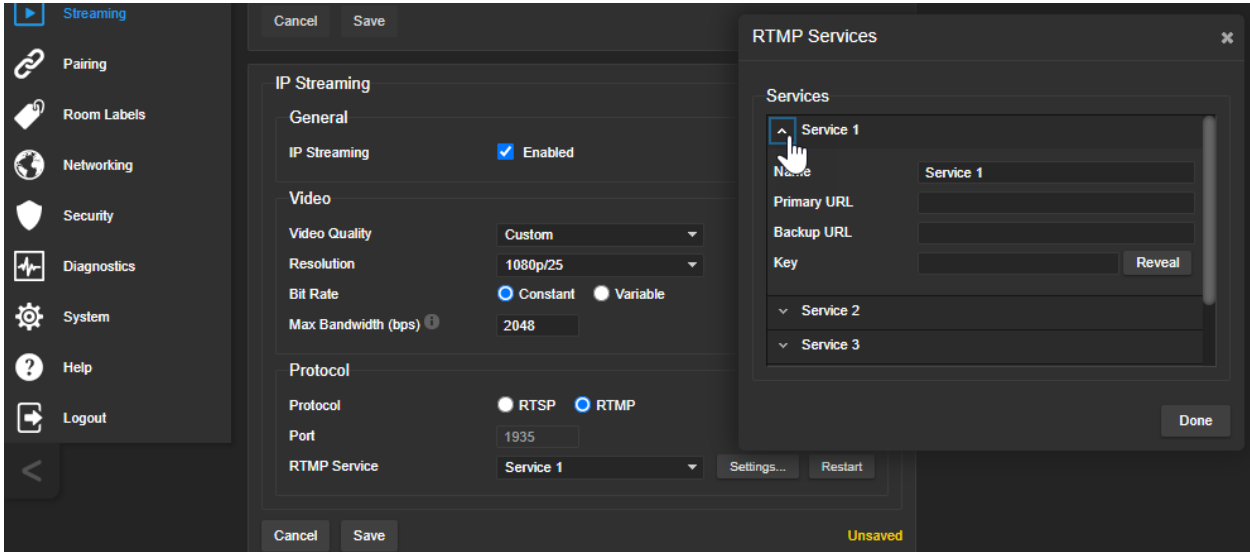 Streaming
Pairing
Room Labels
Networking
Security
Diagnostics
System
Help
Logout
Cancel Save
IP Streaming
General
IP Streaming Enabled
Video
Video Quality Custom
Resolution 1080p/25
Bit Rate Constant Variable
Max Bandwidth (bps) 2048
Protocol
Protocol RTSP RTMP
Port 1935
RTMP Service Service 1 Settings... Restart
Cancel Save Unsaved
RTMP Services
Services
Service 1
Name Service 1
Primary URL
Backup URL
Key Reveal
Service 2
Service 3
Done